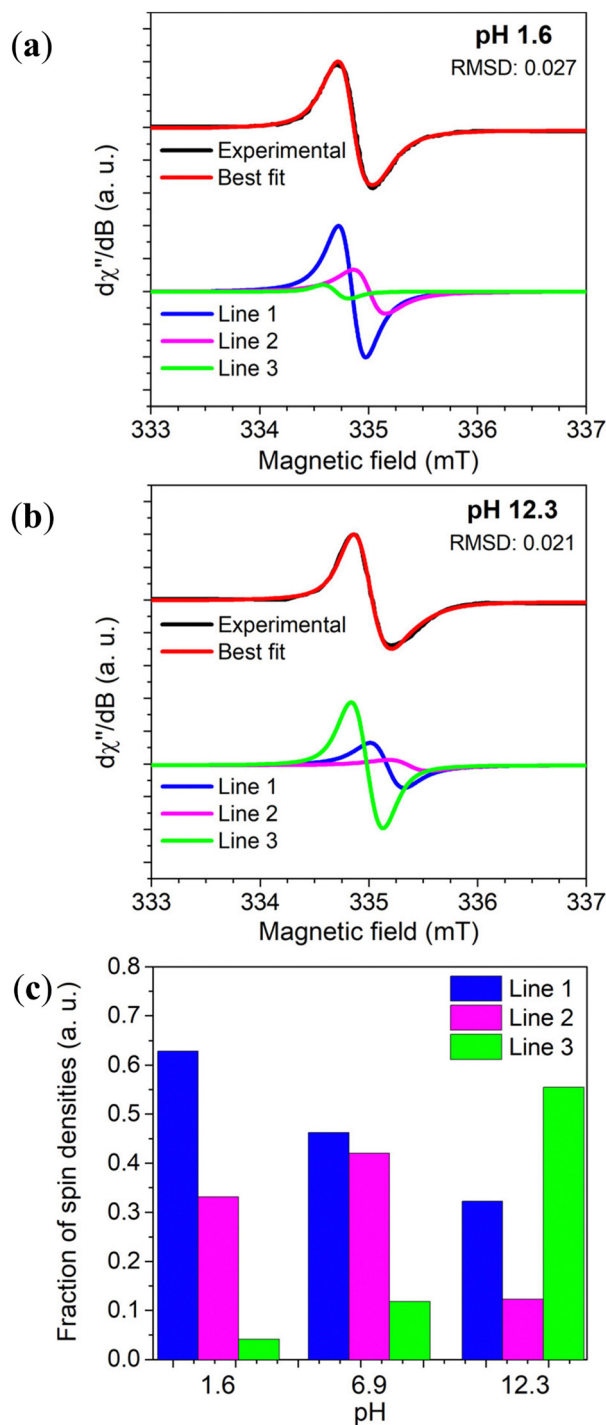 (a)
pH 1.6
RMSD: 0.027
Experimental
Best fit
Line 1
Line 2
Line 3
dχ"/dB (a. u.)
333 334 335 336 337
Magnetic field (mT)
(b)
pH 12.3
RMSD: 0.021
Experimental
Best fit
Line 1
Line 2
Line 3
dχ"/dB (a. u.)
333 334 335 336 337
Magnetic field (mT)
(c)
Line 1
Line 2
Line 3
Fraction of spin densities (a. u.)
0.8
0.7
0.6
0.5
0.4
0.3
0.2
0.1
0.0
1.6 6.9 12.3
pH